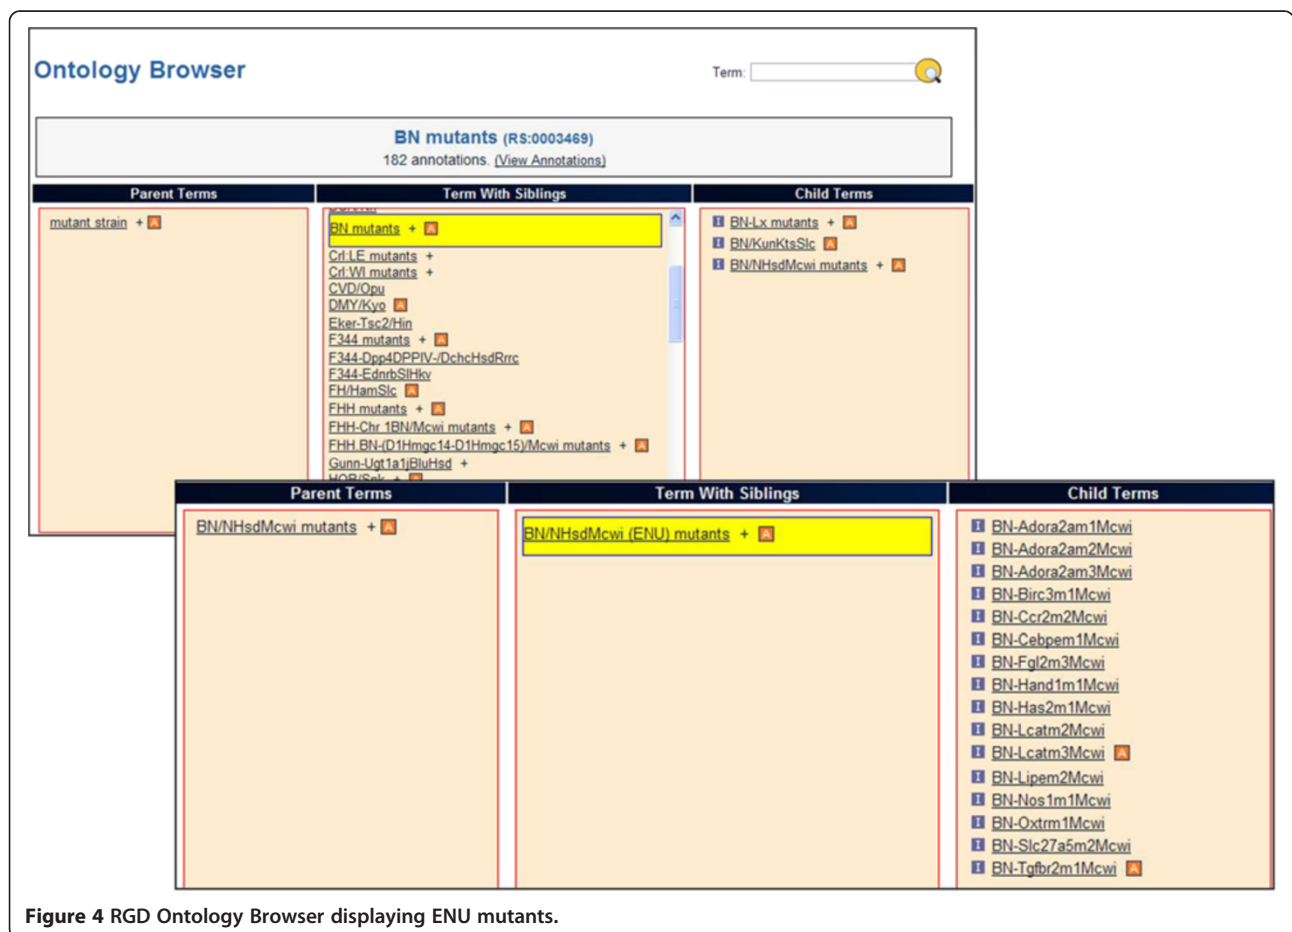 Ontology Browser
Term:
BN mutants (RS:0003469)
182 annotations. (View Annotations)
Parent Terms
Term With Siblings
Child Terms
mutant strain + A
BN mutants + A
Crl:LE mutants +
Crl:WI mutants +
CVD/Opu
DMY/Kyo A
Eker-Tsc2/Hin
F344 mutants + A
F344-Dpp4DPPIV-/DchcHsdRrrc
F344-EdnrbSlHkv
FH/HamSlc A
FHH mutants + A
FHH-Chr 1BN/Mcwi mutants + A
FHH.BN-(D1Hmgc14-D1Hmgc15)/Mcwi mutants + A
Gunn-Ugt1a1jBluHsd +
I BN-Lx mutants + A
I BN/KunKtsSlc A
I BN/NHsdMcwi mutants + A
Parent Terms
Term With Siblings
Child Terms
BN/NHsdMcwi mutants + A
BN/NHsdMcwi (ENU) mutants + A
I BN-Adora2am1Mcwi
I BN-Adora2am2Mcwi
I BN-Adora2am3Mcwi
I BN-Birc3m1Mcwi
I BN-Ccr2m2Mcwi
I BN-Cebpem1Mcwi
I BN-Fgl2m3Mcwi
I BN-Hand1m1Mcwi
I BN-Has2m1Mcwi
I BN-Lcatm2Mcwi
I BN-Lcatm3Mcwi A
I BN-Lipem2Mcwi
I BN-Nos1m1Mcwi
I BN-Oxtrm1Mcwi
I BN-Slc27a5m2Mcwi
I BN-Tgfbr2m1Mcwi A
Figure 4 RGD Ontology Browser displaying ENU mutants.